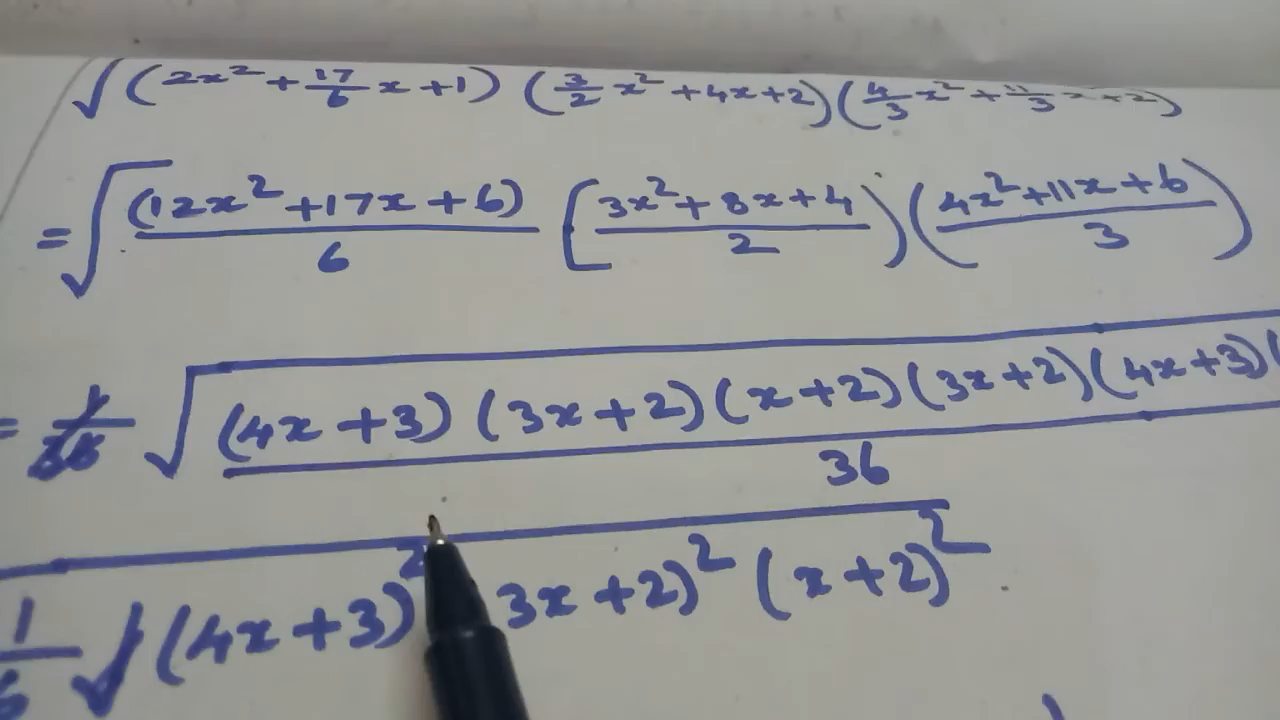 √(2x² + 17/6 x + 1) (3/2 x² + 4x + 2) (4/3 x² + 11/3 x + 2)
= √(12x² + 17x + 6)/6 [3x² + 8x + 4/2) (4x² + 11x + 6/3)
= √(4x + 3) (3x + 2) (x + 2) (3x + 2) (4x + 3) ( / 36
1/6 √(4x + 3)² 3x + 2)² (x + 2)²